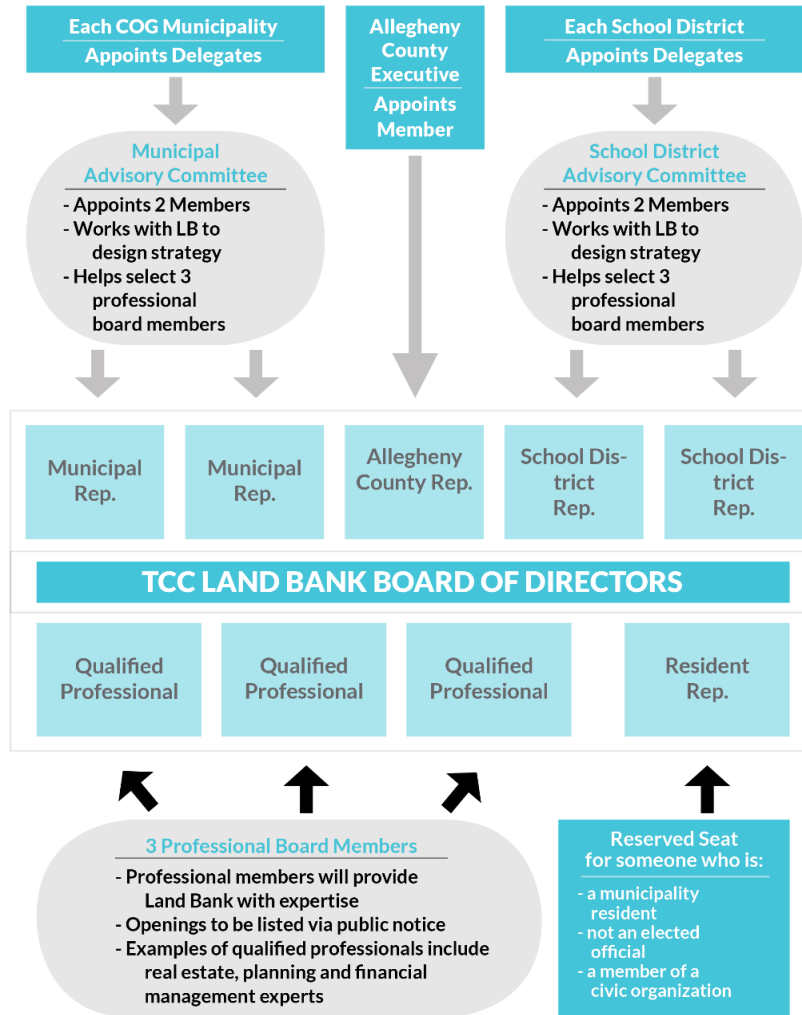 Each COG Municipality
Appoints Delegates
Allegheny
County
Executive
Appoints
Member
Each School District
Appoints Delegates
Municipal
Advisory Committee
- Appoints 2 Members
- Works with LB to
design strategy
- Helps select 3
professional
board members
School District
Advisory Committee
- Appoints 2 Members
- Works with LB to
design strategy
- Helps select 3
professional
board members
Municipal
Rep.
Municipal
Rep.
Allegheny
County Rep.
School Dis-
trict
Rep.
School Dis-
trict
Rep.
TCC LAND BANK BOARD OF DIRECTORS
Qualified
Professional
Qualified
Professional
Qualified
Professional
Resident
Rep.
3 Professional Board Members
- Professional members will provide
Land Bank with expertise
- Openings to be listed via public notice
- Examples of qualified professionals include
real estate, planning and financial
management experts
Reserved Seat
for someone who is:
- a municipality
resident
- not an elected
official
- a member of a
civic organization